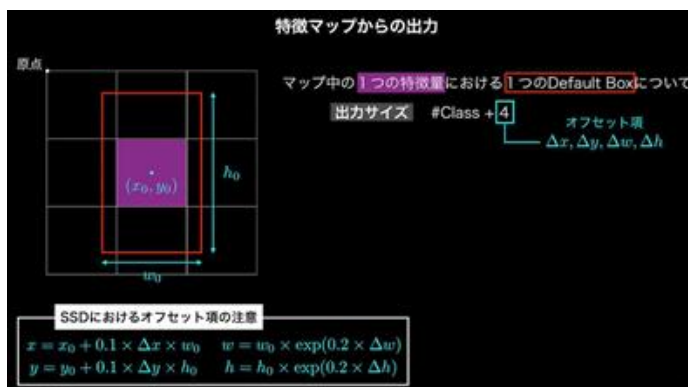 特徴マップからの出力
原点
マップ中の1つの特徴量における1つのDefault Boxについて
出力サイズ #Class + 4
オフセット項
Δx, Δy, Δw, Δh
(x₀, y₀)
h₀
w₀
SSDにおけるオフセット項の注意
x = x₀ + 0.1 × Δx × w₀ w = w₀ × exp(0.2 × Δw)
y = y₀ + 0.1 × Δy × h₀ h = h₀ × exp(0.2 × Δh)